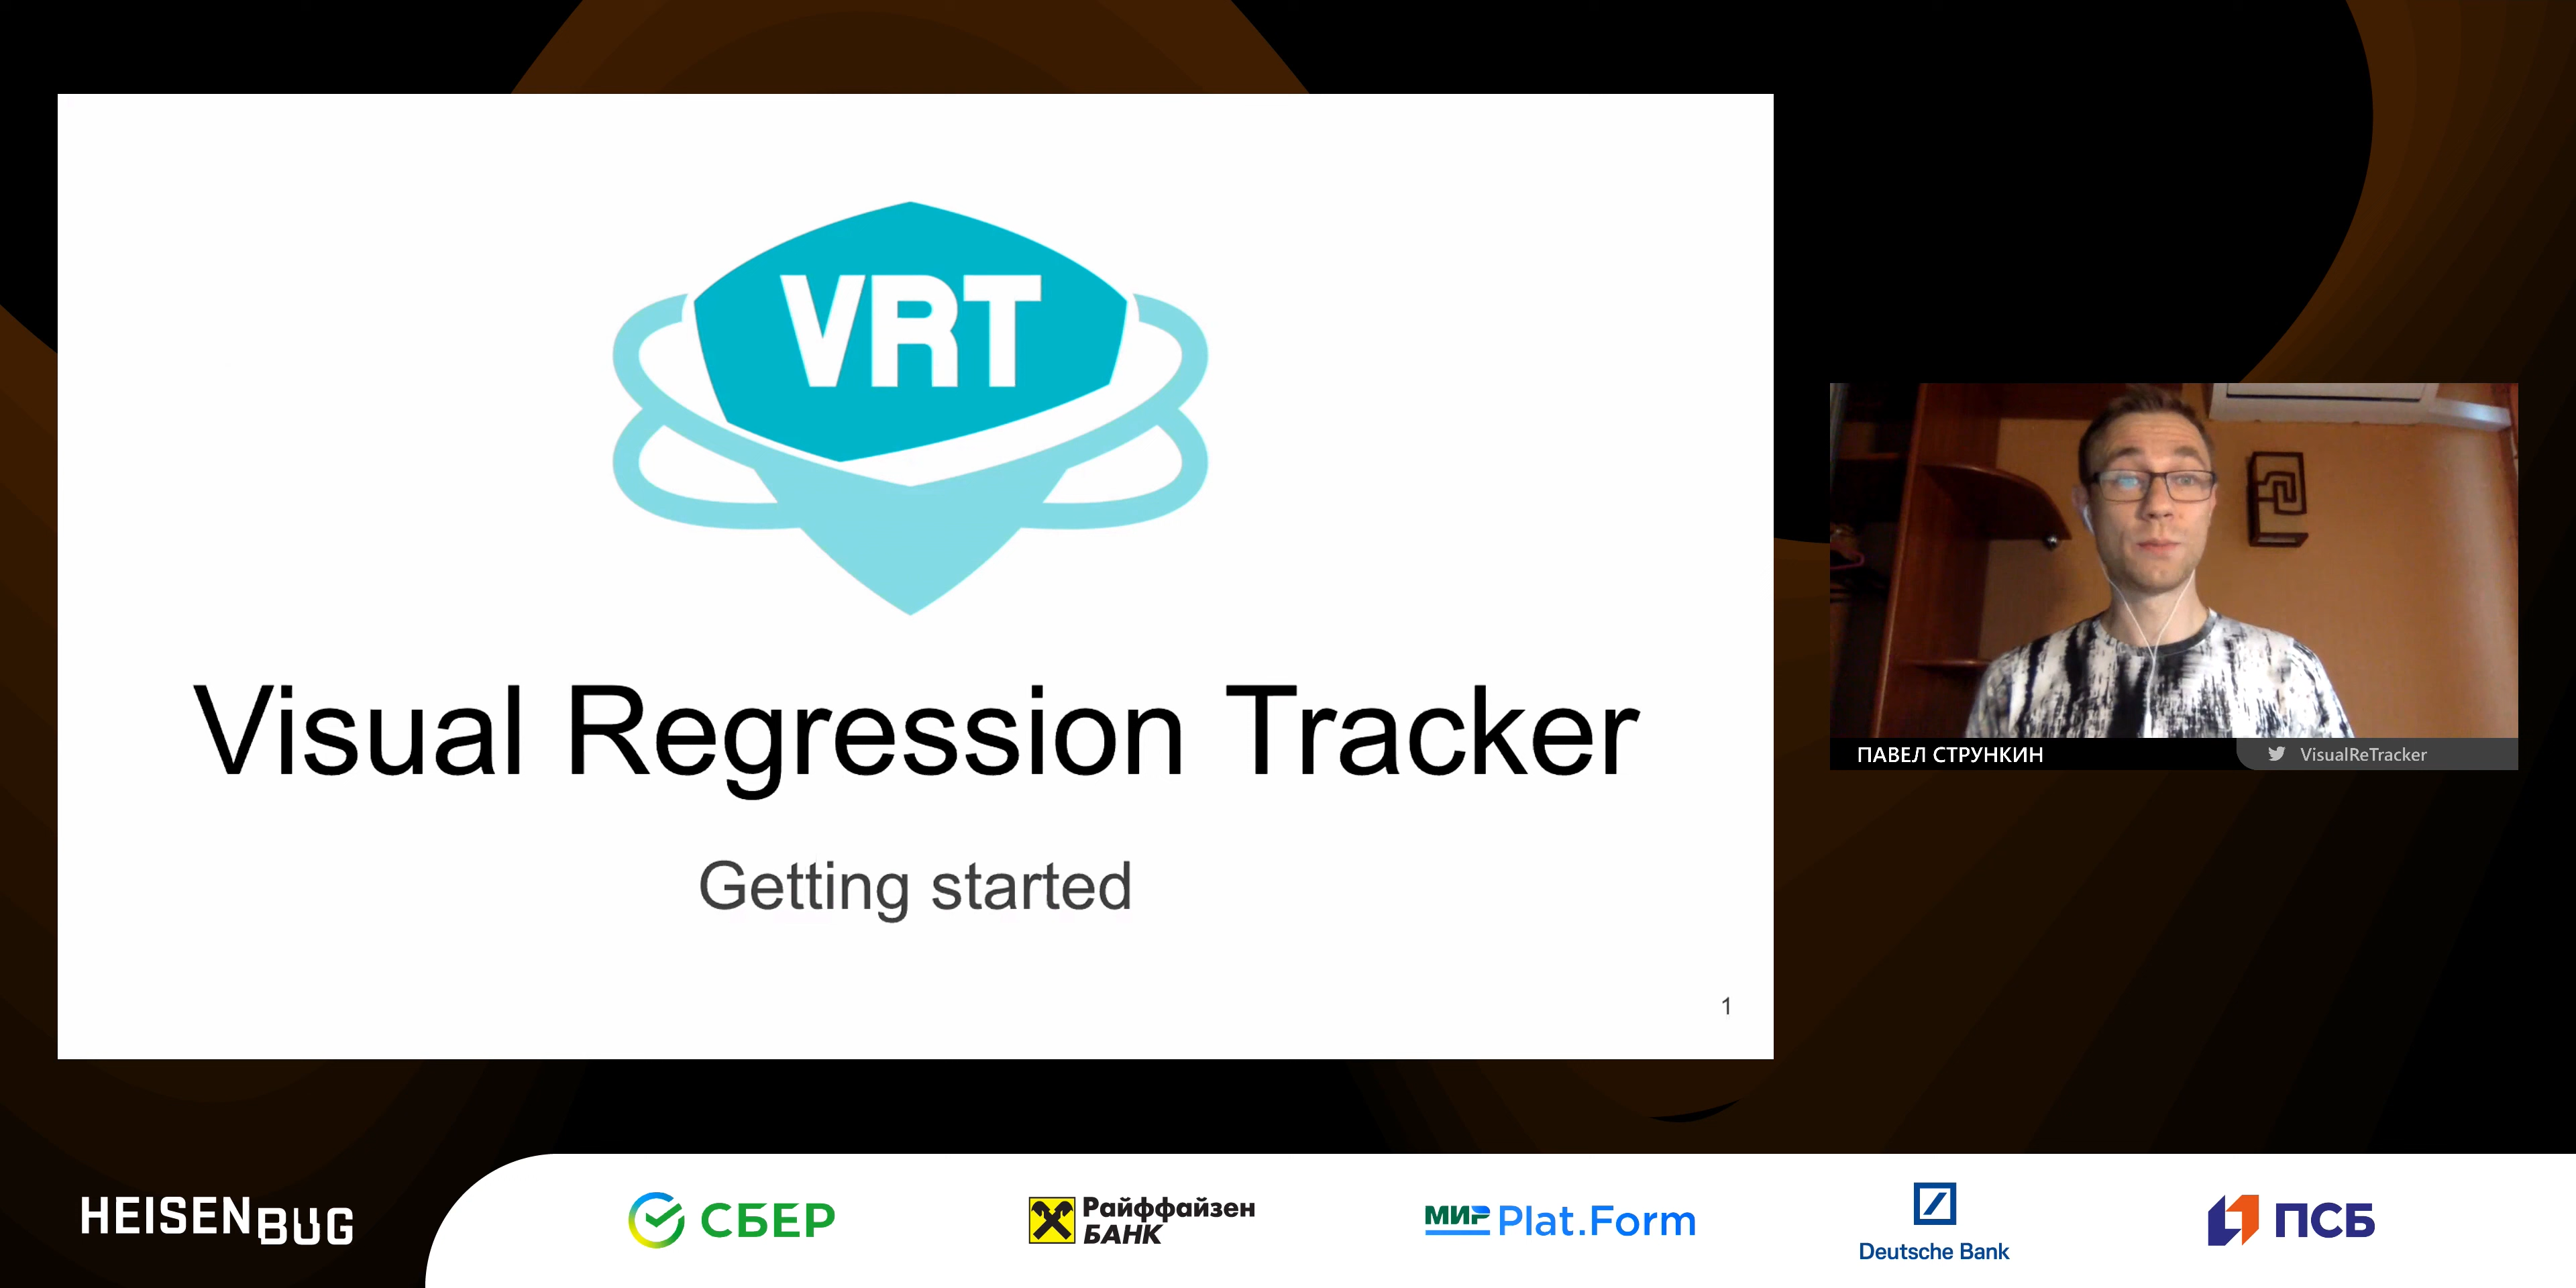 VRT
Visual Regression Tracker
Getting started
1
ПАВЕЛ СТРУНКИН
VisualReTracker
HEISENBUG
СБЕР
Райффайзен
БАНК
МИР Plat.Form
Deutsche Bank
ПСБ